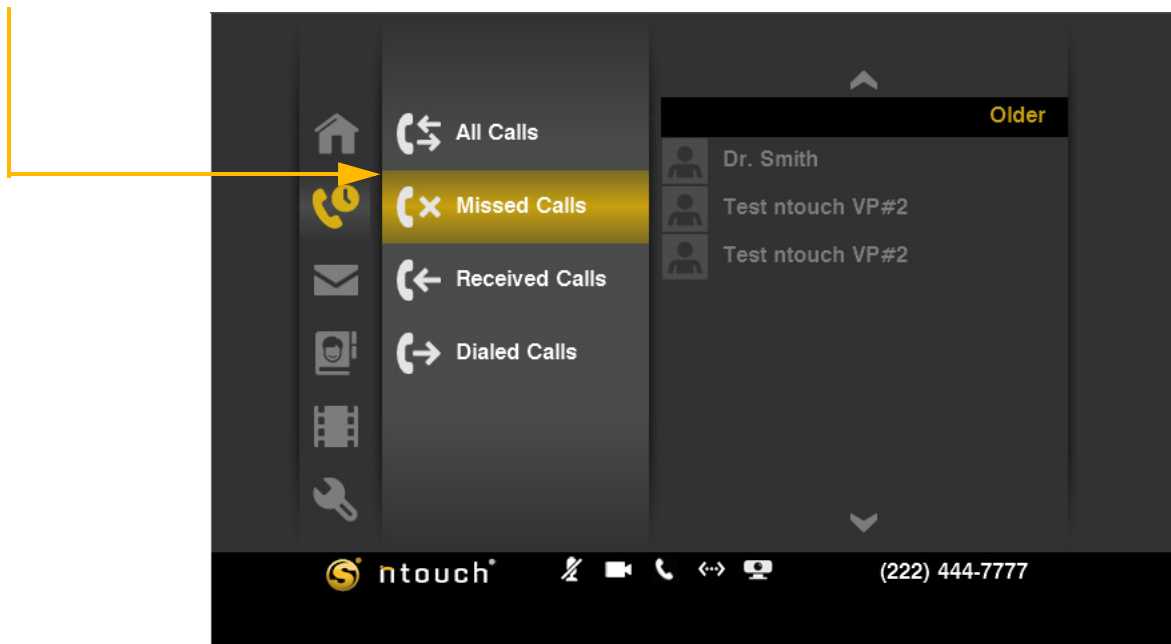 All Calls
Missed Calls
Received Calls
Dialed Calls
Older
Dr. Smith
Test ntouch VP#2
Test ntouch VP#2
S ntouch
(222) 444-7777